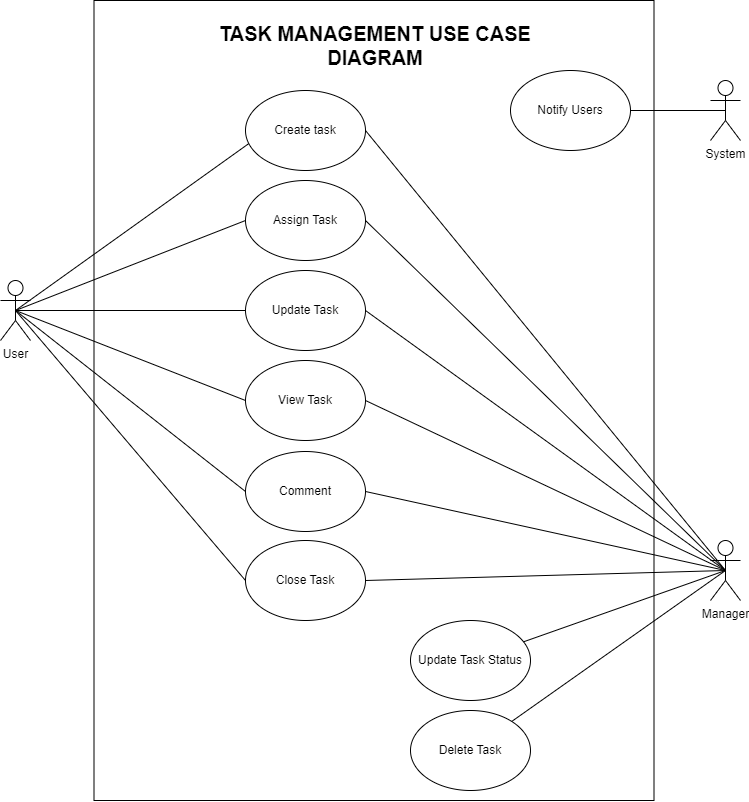 TASK MANAGEMENT USE CASE
DIAGRAM
Create task
Notify Users
System
Assign Task
Update Task
User
View Task
Comment
Close Task
Manager
Update Task Status
Delete Task